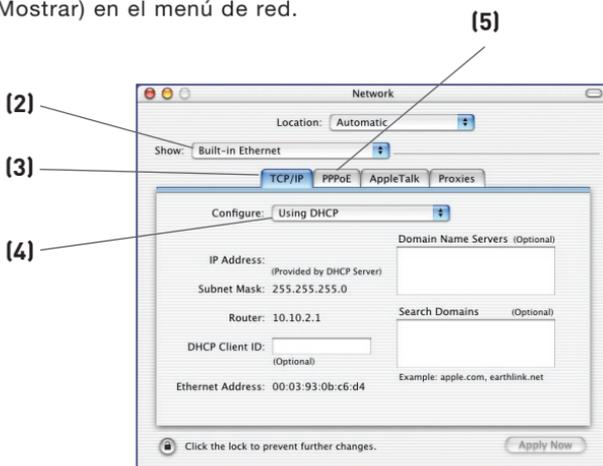 Mostrar) en el menú de red.
(5)
Network
(2)
Location: Automatic
Show: Built-in Ethernet
(3)
TCP/IP PPPoE AppleTalk Proxies
(4)
Configure: Using DHCP
Domain Name Servers (Optional)
IP Address:
(Provided by DHCP Server)
Subnet Mask: 255.255.255.0
Router: 10.10.2.1
Search Domains (Optional)
DHCP Client ID:
(Optional)
Example: apple.com, earthlink.net
Ethernet Address: 00:03:93:0b:c6:d4
Click the lock to prevent further changes.
Apply Now